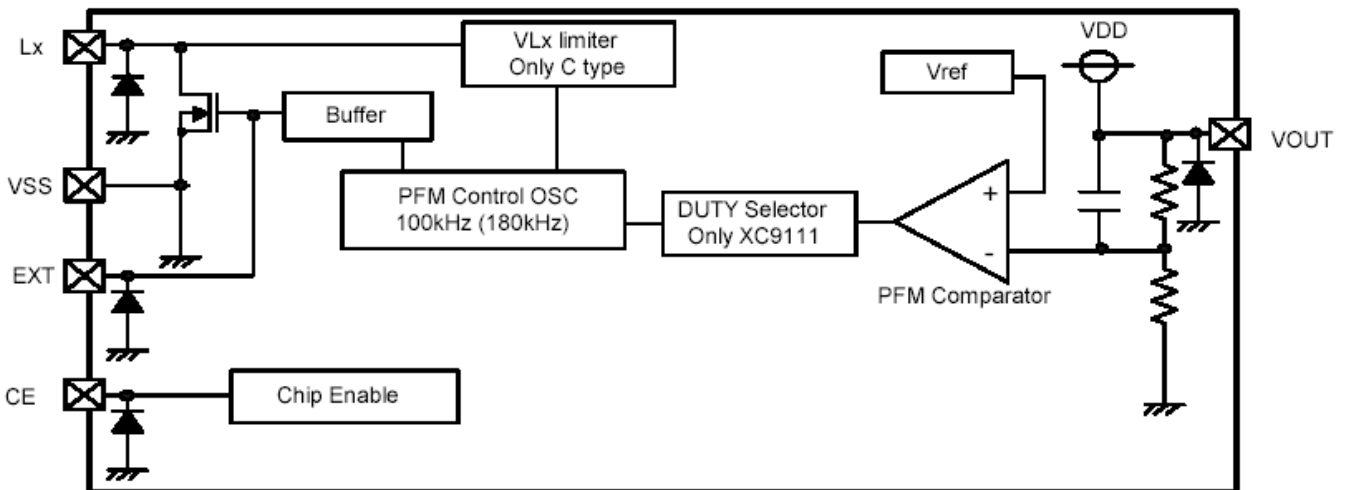 Lx
VLx limiter
Only C type
Vref
VDD
Buffer
VOUT
VSS
PFM Control OSC
100kHz (180kHz)
DUTY Selector
Only XC9111
+
-
EXT
PFM Comparator
CE
Chip Enable